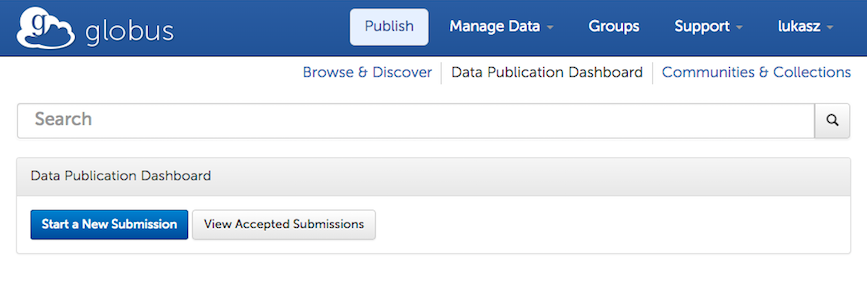 g globus Publish Manage Data Groups Support lukasz
Browse & Discover Data Publication Dashboard Communities & Collections
Search
Data Publication Dashboard
Start a New Submission View Accepted Submissions